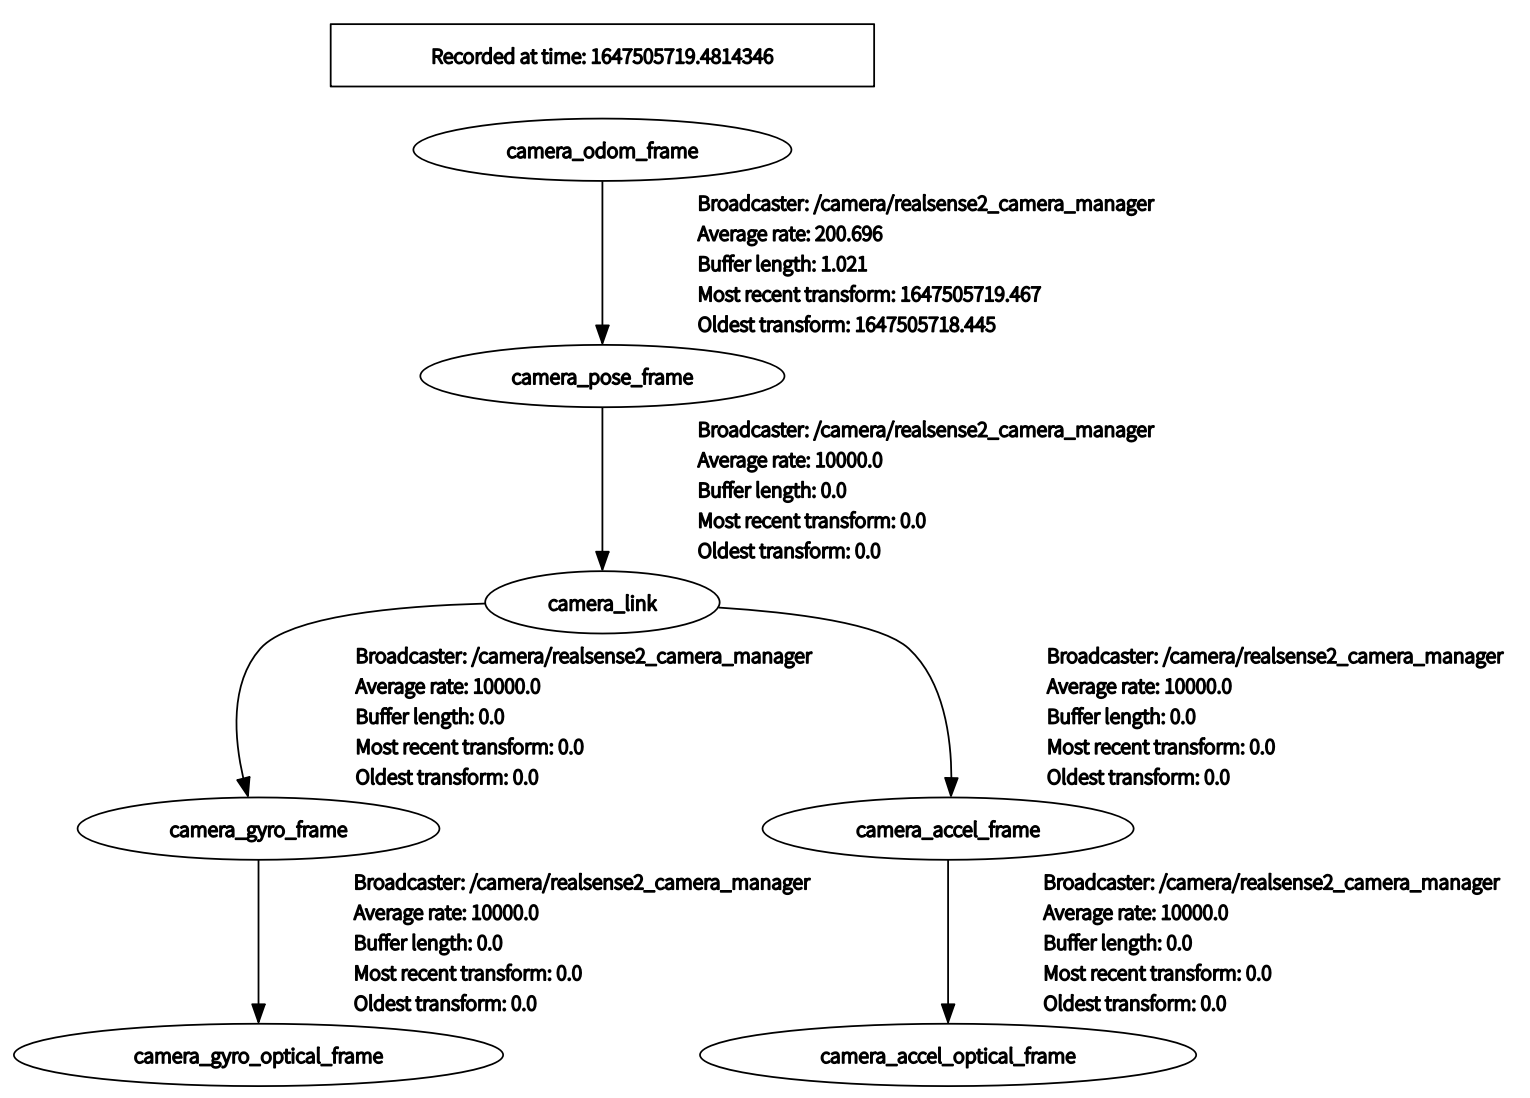 Recorded at time: 1647505719.4814346
camera_odom_frame
Broadcaster: /camera/realsense2_camera_manager
Average rate: 200.696
Buffer length: 1.021
Most recent transform: 1647505719.467
Oldest transform: 1647505718.445
camera_pose_frame
Broadcaster: /camera/realsense2_camera_manager
Average rate: 10000.0
Buffer length: 0.0
Most recent transform: 0.0
Oldest transform: 0.0
camera_link
Broadcaster: /camera/realsense2_camera_manager
Average rate: 10000.0
Buffer length: 0.0
Most recent transform: 0.0
Oldest transform: 0.0
Broadcaster: /camera/realsense2_camera_manager
Average rate: 10000.0
Buffer length: 0.0
Most recent transform: 0.0
Oldest transform: 0.0
camera_gyro_frame
camera_accel_frame
Broadcaster: /camera/realsense2_camera_manager
Average rate: 10000.0
Buffer length: 0.0
Most recent transform: 0.0
Oldest transform: 0.0
Broadcaster: /camera/realsense2_camera_manager
Average rate: 10000.0
Buffer length: 0.0
Most recent transform: 0.0
Oldest transform: 0.0
camera_gyro_optical_frame
camera_accel_optical_frame